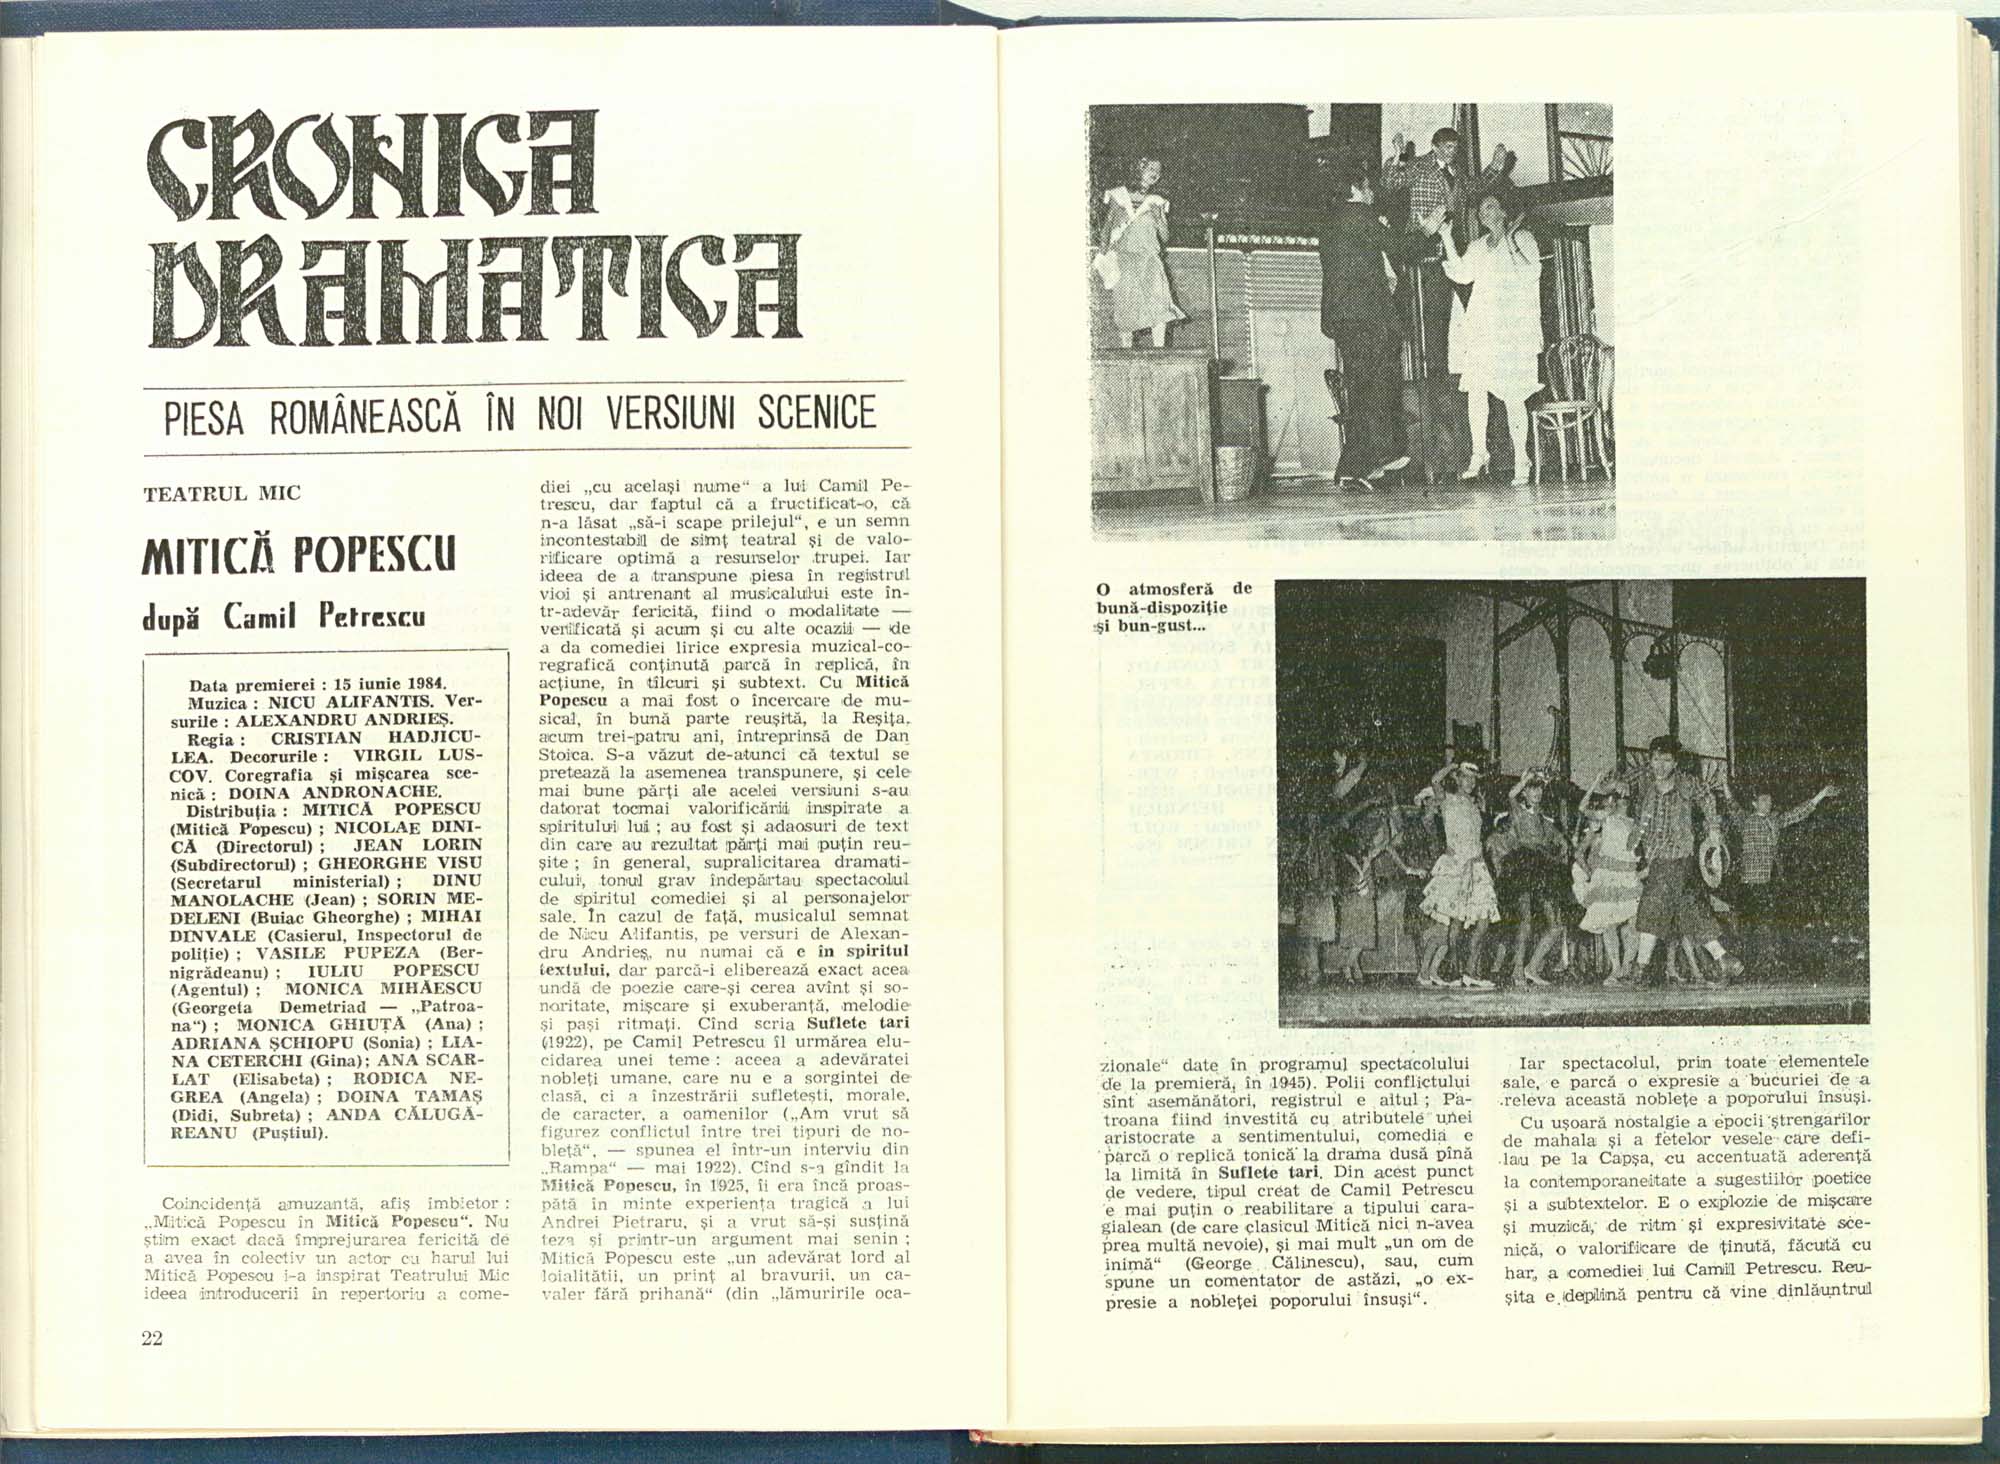 CRONICA
DRAMATICA
PIESA ROMÂNEASCĂ ÎN NOI VERSIUNI SCENICE
TEATRUL MIC
MITICĂ POPESCU
după Camil Petrescu
Data premierei : 15 iunie 1984.
Muzica : NICU ALIFANTIS. Ver-
surile : ALEXANDRU ANDRIEȘ.
Regia : CRISTIAN HADJICU-
LEA. Decorurile : VIRGIL LUS-
COV. Coregrafia și mișcarea sce-
nică : DOINA ANDRONACHE.
Distribuția : MITICĂ POPESCU
(Mitică Popescu) ; NICOLAE DINI-
CĂ (Directorul) ; JEAN LORIN
(Subdirectorul) ; GHEORGHE VISU
(Secretarul ministerial) ; DINU
MANOLACHE (Jean) ; SORIN ME-
DELENI (Buiac Gheorghe) ; MIHAI
DINVALE (Casierul, Inspectorul de
poliție) ; VASILE PUPEZA (Ber-
nigrădeanu) ; IULIU POPESCU
(Agentul) ; MONICA MIHĂESCU
(Georgeta Demetriad — „Patroa-
na“) ; MONICA GHIUȚĂ (Ana) ;
ADRIANA ȘCHIOPU (Sonia) ; LIA-
NA CETERCHI (Gina); ANA SCAR-
LAT (Elisabeta) ; RODICA NE-
GREA (Angela) ; DOINA TAMAȘ
(Didi, Subreta) ; ANDA CĂLUGĂ-
REANU (Puștiul).
Coincidență amuzantă, afiș îmbietor :
„Mitică Popescu în Mitică Popescu“. Nu
știm exact dacă împrejurarea fericită de
a avea în colectiv un actor cu harul lui
Mitică Popescu i-a inspirat Teatrului Mic
ideea introducerii în repertoriu a come-
22
diei „cu același nume“ a lui Camil Pe-
trescu, dar faptul că a fructificat-o, că
n-a lăsat „să-i scape prilejul“, e un semn
incontestabil de simț teatral și de valo-
rificare optimă a resurselor trupei. Iar
ideea de a transpune piesa în registrul
vioi și antrenant al musicalului este în-
tr-adevăr fericită, fiind o modalitate —
verificată și acum și cu alte ocazii — de
a da comediei lirice expresia muzical-co-
regrafică conținută parcă în replică, în
acțiune, în tîlcuri și subtext. Cu Mitică
Popescu a mai fost o încercare de mu-
sical, în bună parte reușită, la Reșița,
acum trei-patru ani, întreprinsă de Dan
Stoica. S-a văzut de-atunci că textul se
pretează la asemenea transpunere, și cele
mai bune părți ale acelei versiuni s-au
datorat tocmai valorificării inspirate a
spiritului lui ; au fost și adaosuri de text
din care au rezultat părți mai puțin reu-
șite ; în general, supralicitarea dramati-
cului, tonul grav îndepărtau spectacolul
de spiritul comediei și al personajelor
sale. În cazul de față, musicalul semnat
de Nicu Alifantis, pe versuri de Alexan-
dru Andrieș, nu numai că e în spiritul
textului, dar parcă-i eliberează exact acea
undă de poezie care-și cerea avînt și so-
noritate, mișcare și exuberanță, melodie
și pași ritmați. Cînd scria Suflete tari
(1922), pe Camil Petrescu îl urmărea elu-
cidarea unei teme : aceea a adevăratei
nobleți umane, care nu e a sorgintei de
clasă, ci a înzestrării sufletești, morale,
de caracter, a oamenilor („Am vrut să
figurez conflictul între trei tipuri de no-
blețe“, — spunea el într-un interviu din
„Rampa“ — mai 1922). Cînd s-a gîndit la
Mitică Popescu, în 1925, îi era încă proas-
pătă în minte experiența tragică a lui
Andrei Pietraru, și a vrut să-și susțină
teza și printr-un argument mai senin ;
Mitică Popescu este „un adevărat lord al
loialității, un prinț al bravurii, un ca-
valer fără prihană“ (din „lămuririle oca-
O atmosferă de
bună-dispoziție
și bun-gust...
zionale“ date în programul spectacolului
de la premieră, în 1945). Polii conflictului
sînt asemănători, registrul e altul ; Pa-
troana fiind investită cu atributele unei
aristocrate a sentimentului, comedia e
parcă o replică tonică la drama dusă pînă
la limită în Suflete tari. Din acest punct
de vedere, tipul creat de Camil Petrescu
e mai puțin o reabilitare a tipului cara-
gialean (de care clasicul Mitică nici n-avea
prea multă nevoie), și mai mult „un om de
inimă“ (George Călinescu), sau, cum
spune un comentator de astăzi, „o ex-
presie a nobleței poporului însuși“.
Iar spectacolul, prin toate elementele
sale, e parcă o expresie a bucuriei de a
releva această noblețe a poporului însuși.
Cu ușoară nostalgie a epocii ștrengarilor
de mahala și a fetelor vesele care defi-
lau pe la Capșa, cu accentuată aderență
la contemporaneitate a sugestiilor poetice
și a subtextelor. E o explozie de mișcare
și muzică, de ritm și expresivitate sce-
nică, o valorificare de ținută, făcută cu
har, a comediei lui Camil Petrescu. Reu-
șita e deplină pentru că vine dinlăuntrul